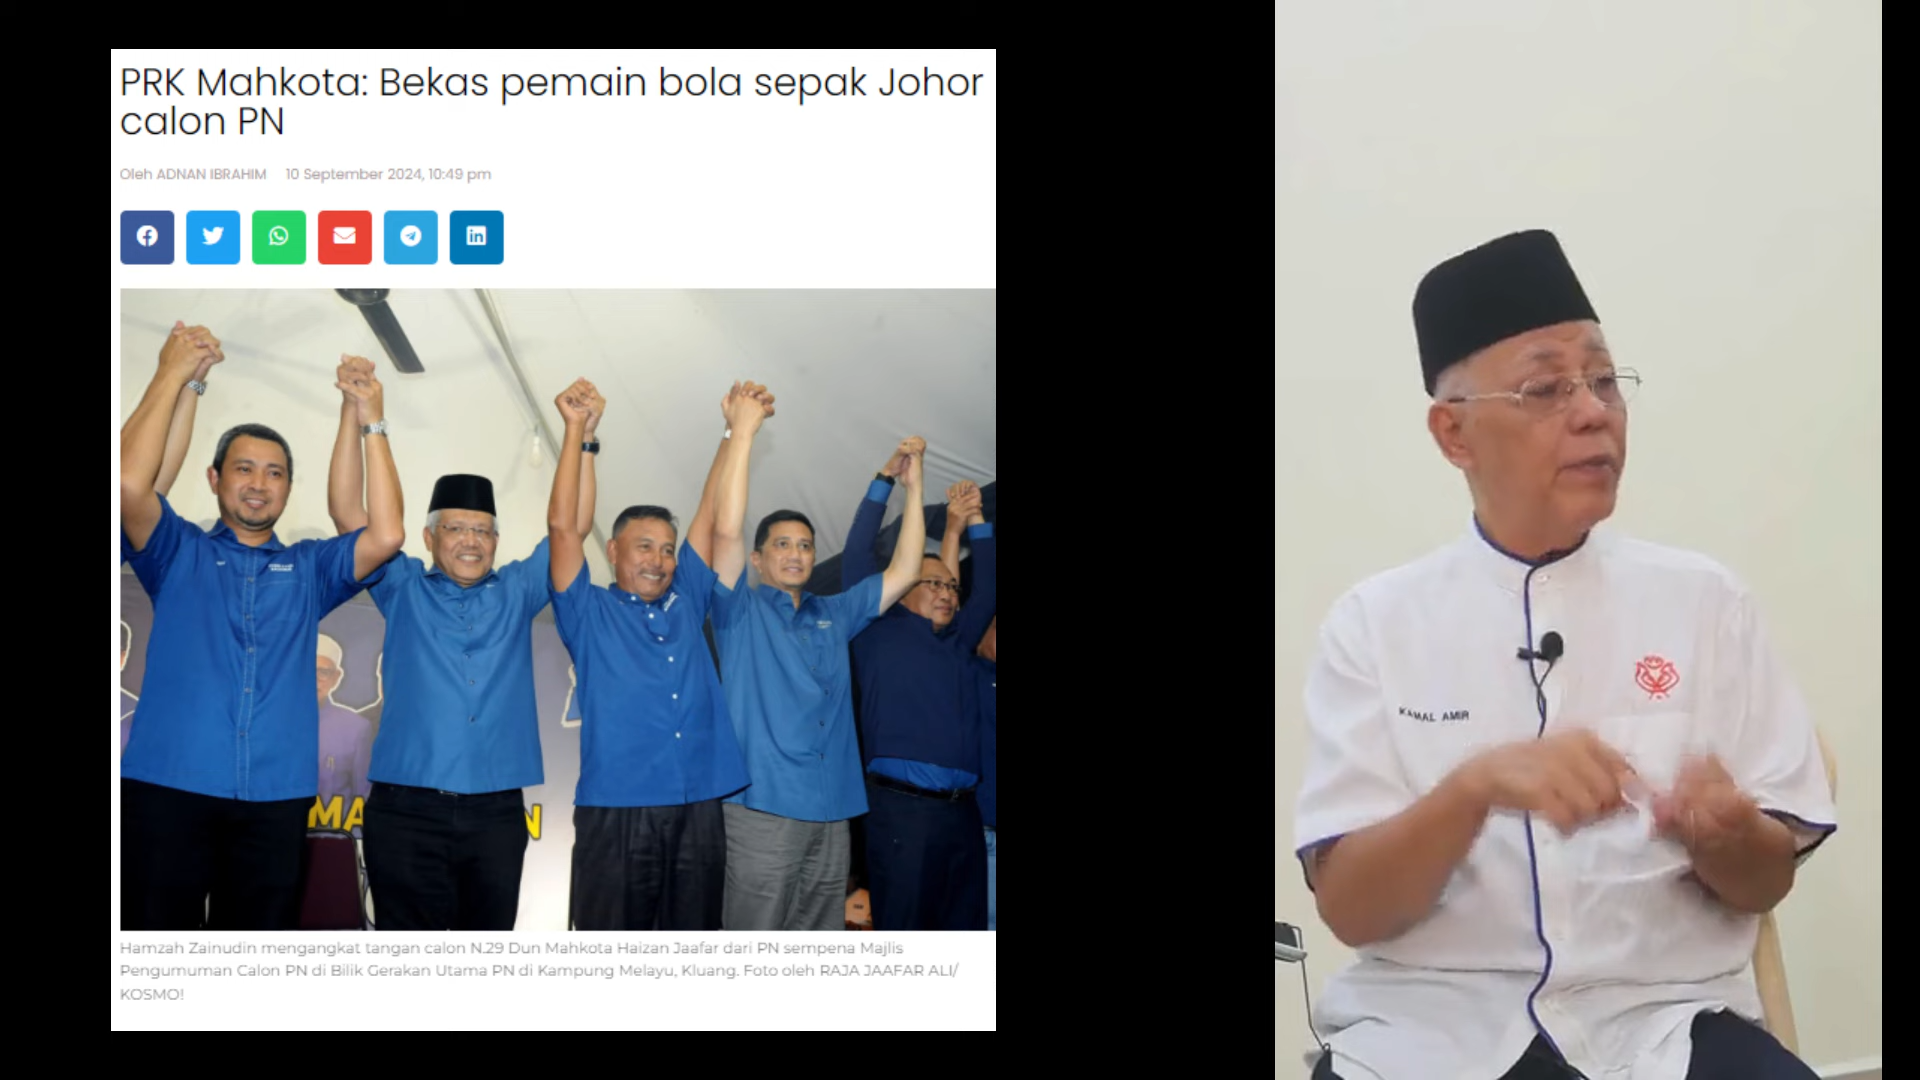 PRK Mahkota: Bekas pemain bola sepak Johor
calon PN
Oleh ADNAN IBRAHIM 10 September 2024, 10:49 pm
MA N
Hamzah Zainudin mengangkat tangan calon N.29 Dun Mahkota Haizan Jaafar dari PN sempena Majlis
Pengumuman Calon PN di Bilik Gerakan Utama PN di Kampung Melayu, Kluang. Foto oleh RAJA JAAFAR ALI/
KOSMO!
KAMAL AMIR